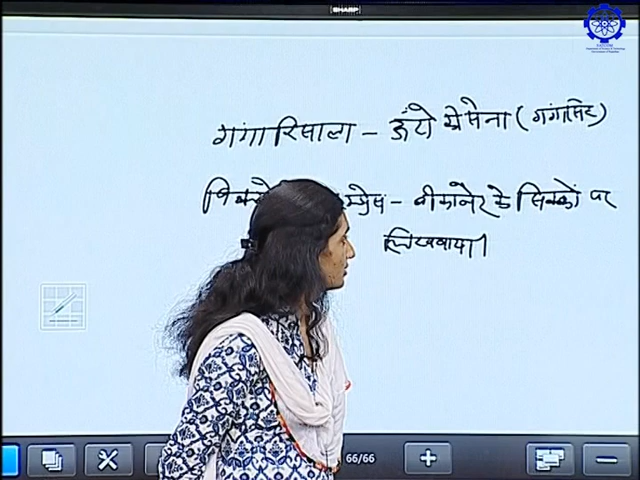 SHARP
गंगा रिसाला - ऊंटो की सेना (गंगासिंह)
- बीकानेर के सिक्कों पर
लिखवाया।
66/66